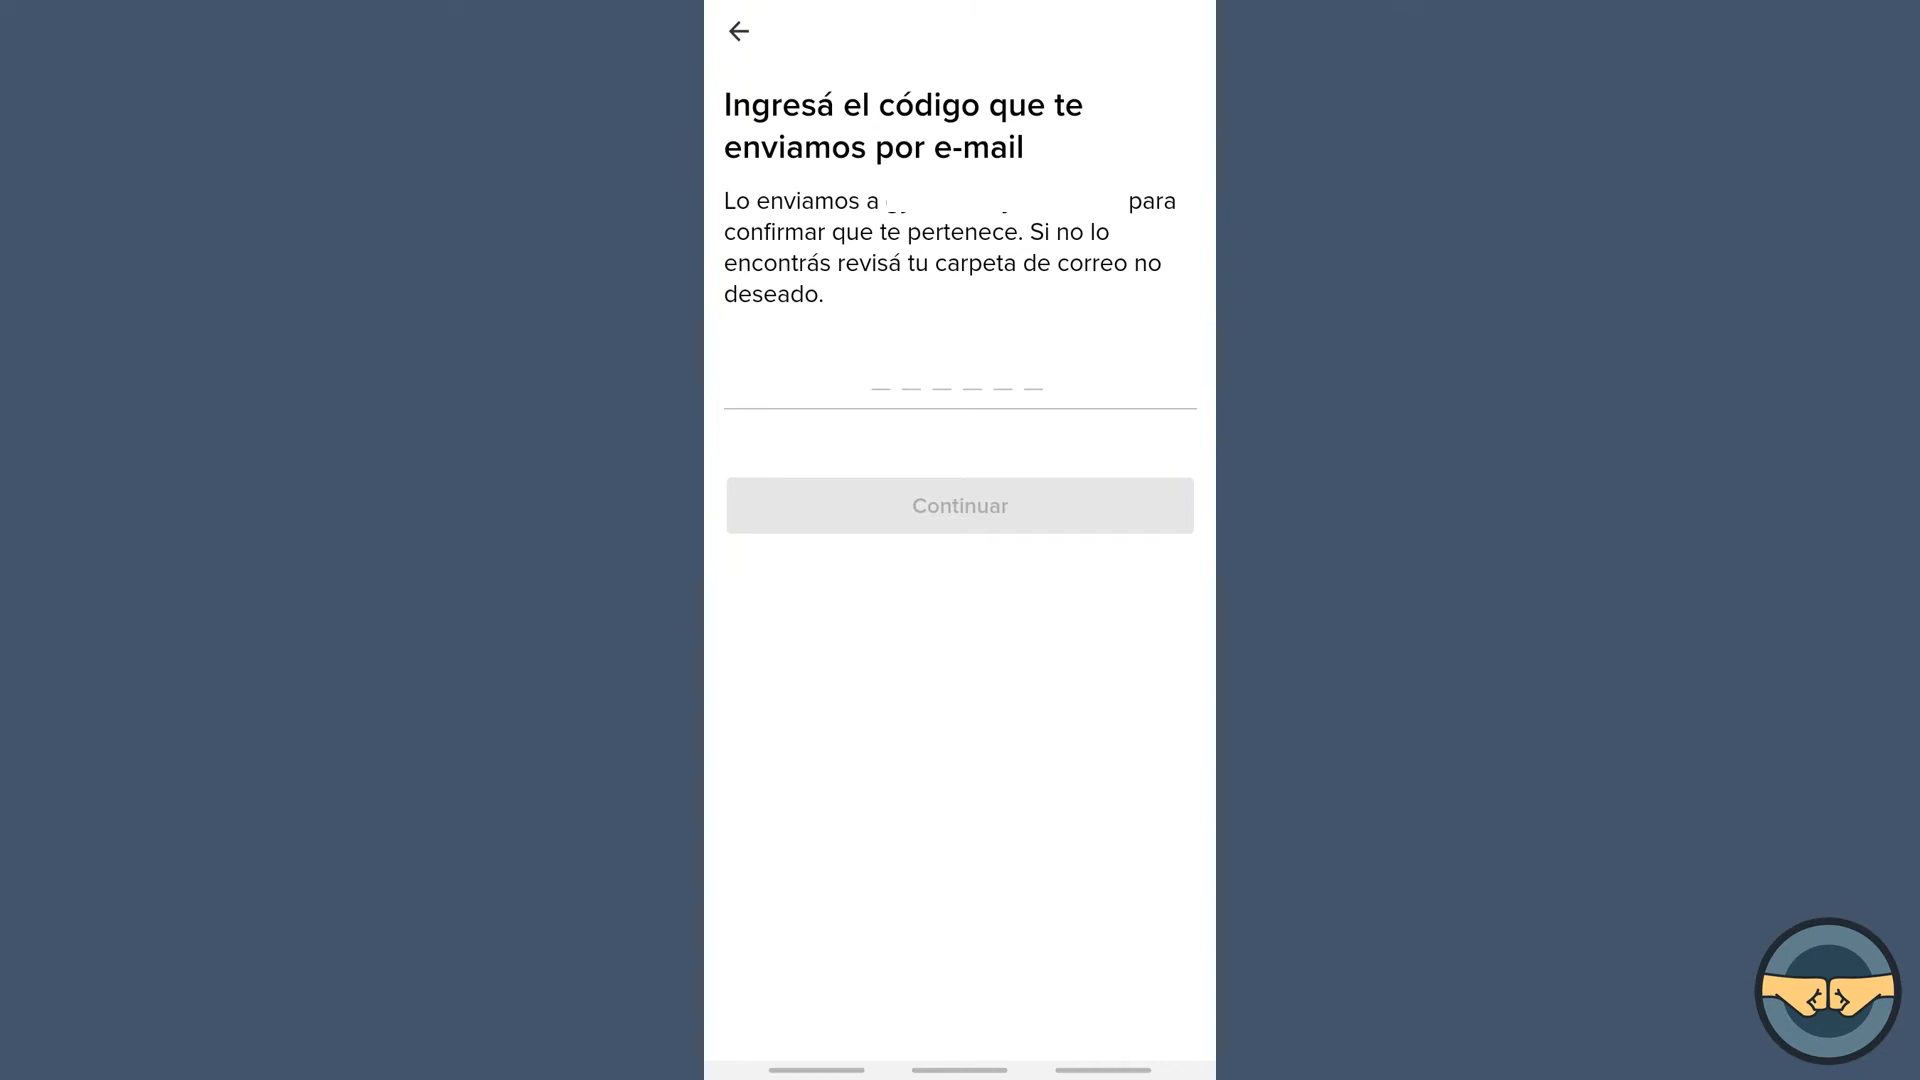 Ingresá el código que te
enviamos por e-mail
Lo enviamos a para
confirmar que te pertenece. Si no lo
encontrás revisá tu carpeta de correo no
deseado.
Continuar